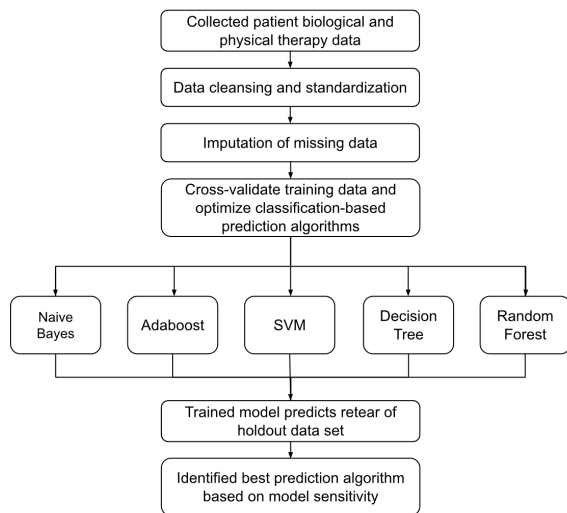 Collected patient biological and
physical therapy data
Data cleansing and standardization
Imputation of missing data
Cross-validate training data and
optimize classification-based
prediction algorithms
Naive
Bayes
Adaboost
SVM
Decision
Tree
Random
Forest
Trained model predicts retear of
holdout data set
Identified best prediction algorithm
based on model sensitivity